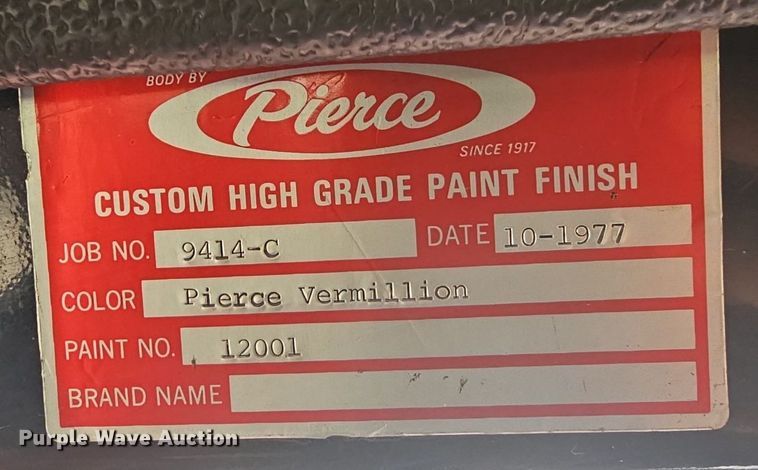 BODY BY
Pierce
SINCE 1917
CUSTOM HIGH GRADE PAINT FINISH
JOB NO. 9414-C DATE 10-1977
COLOR Pierce Vermillion
PAINT NO. 12001
BRAND NAME
Purple Wave Auction